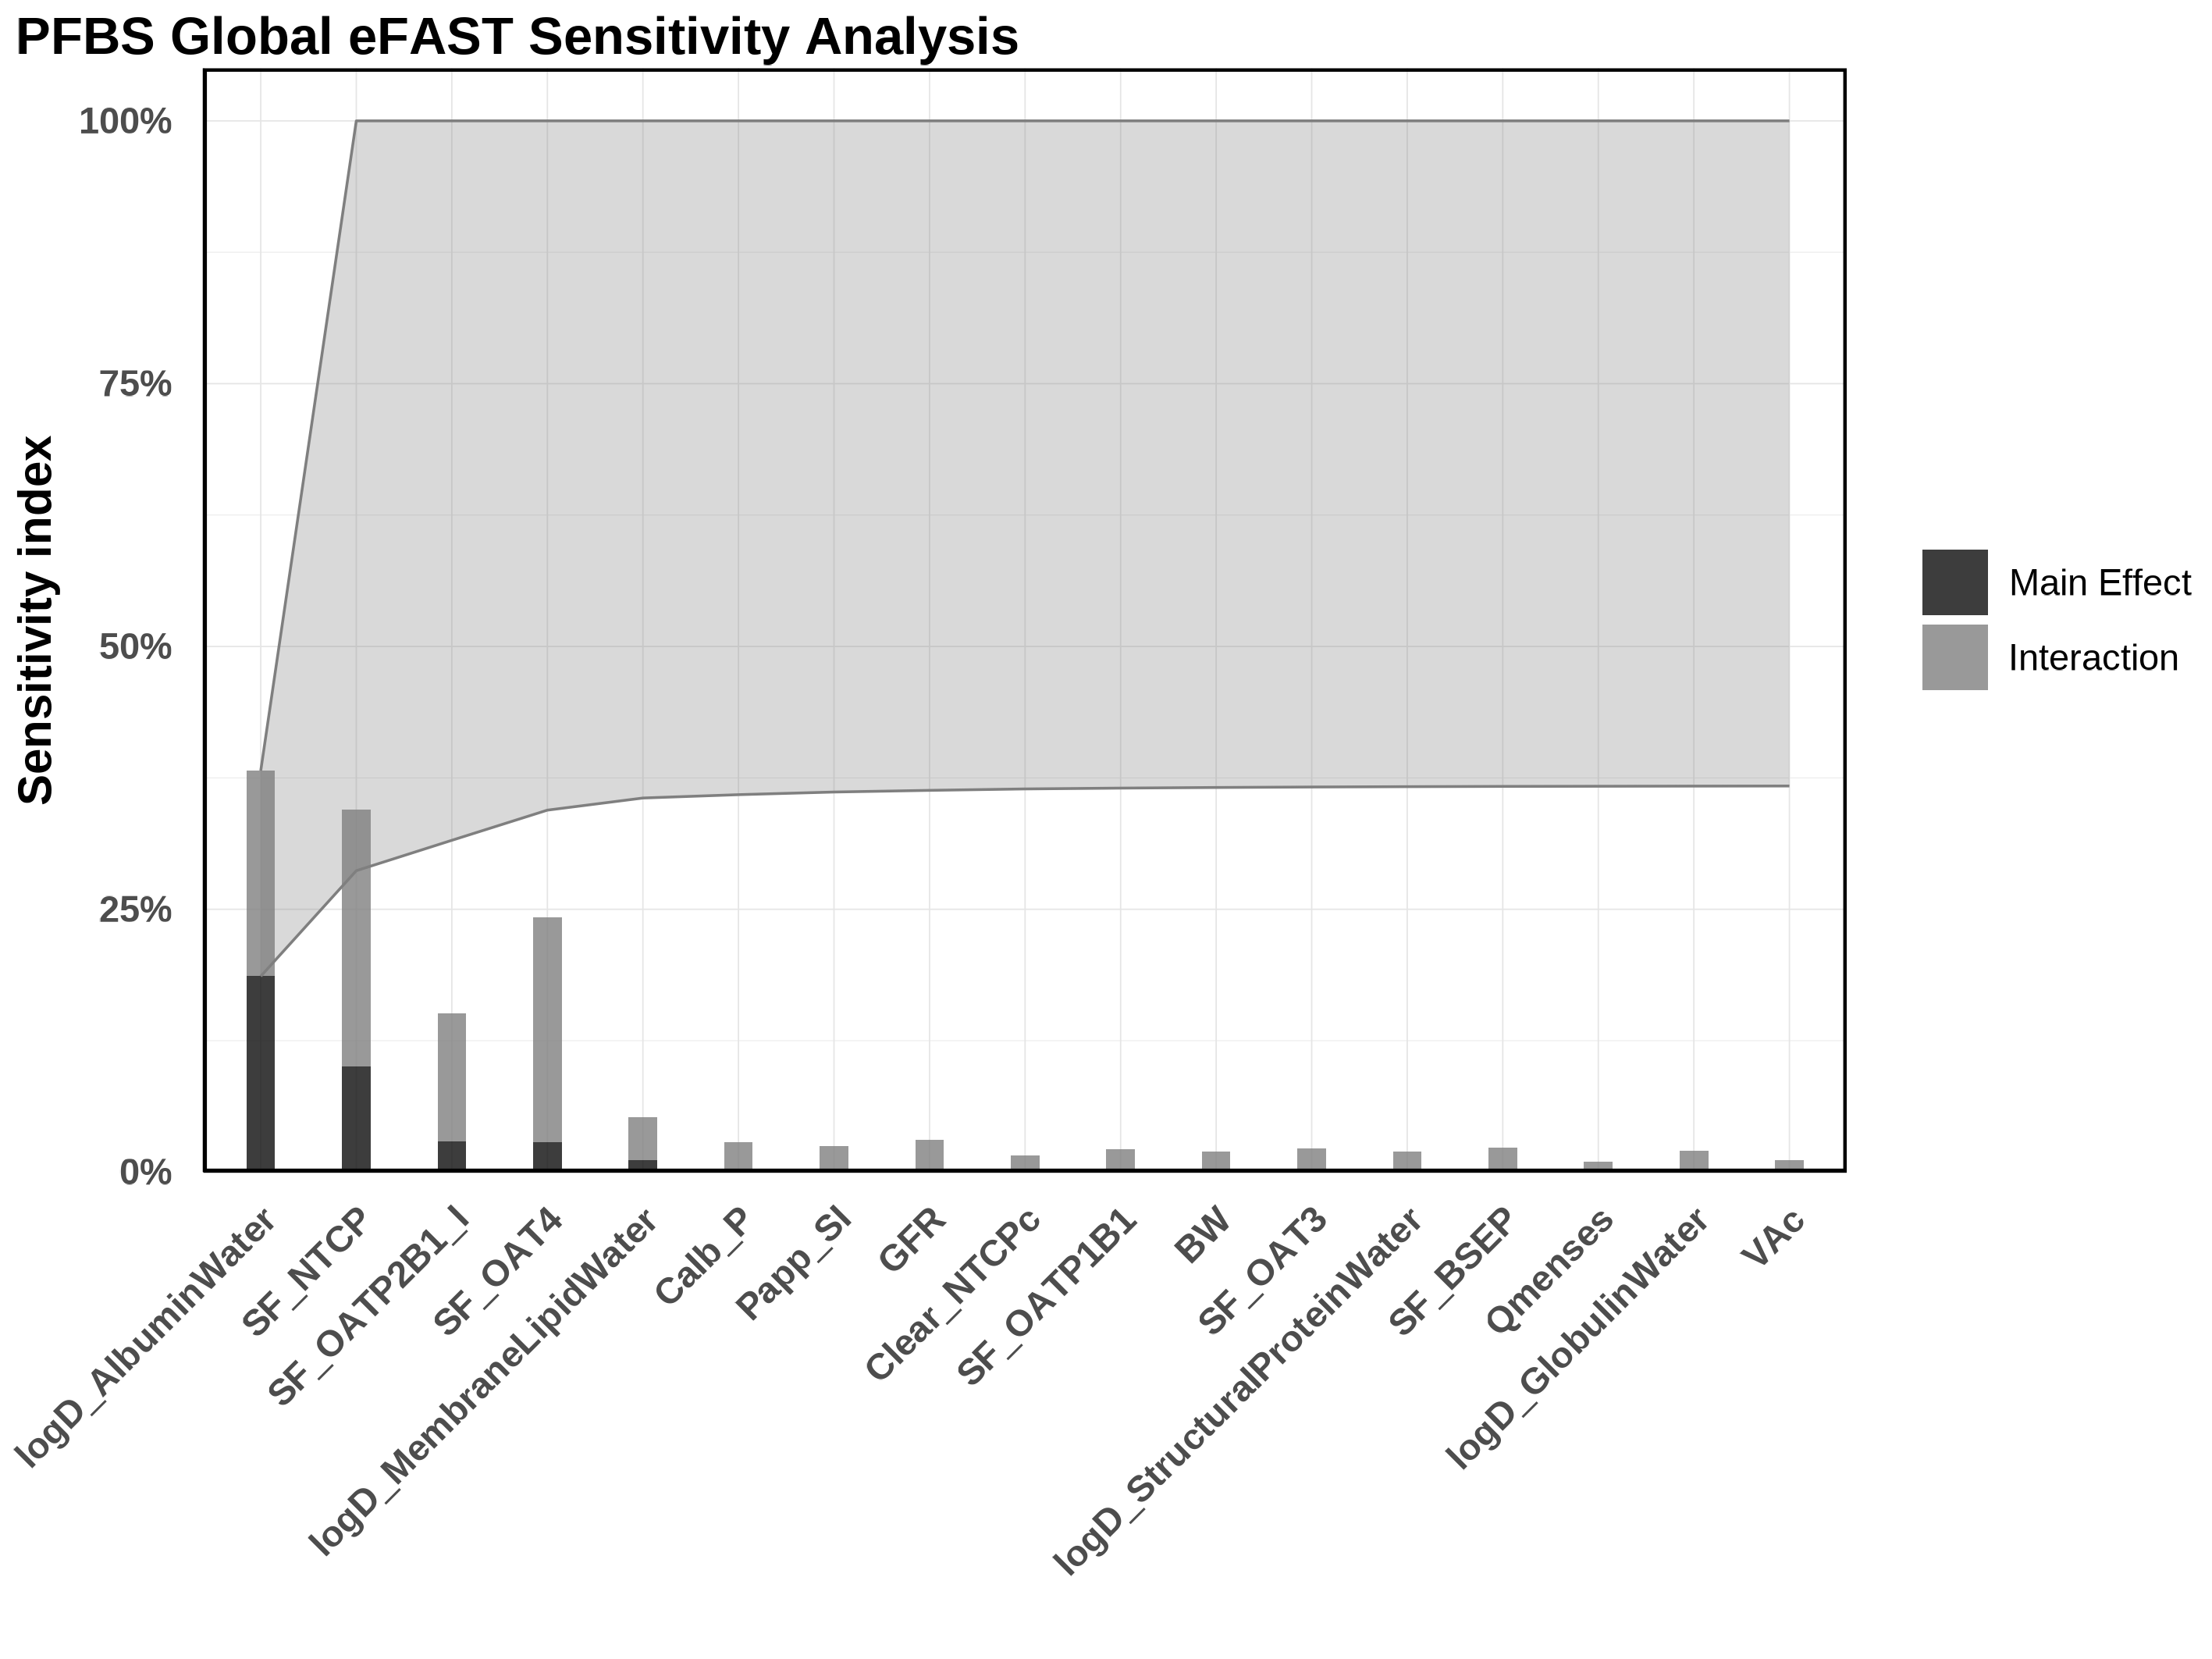 PFBS Global eFAST Sensitivity Analysis
Sensitivity index
100%
75%
50%
25%
0%
logD_AlbuminWater
SF_NTCP
SF_OATP2B1_I
SF_OAT4
logD_MembraneLipidWater
Calb_P
Papp_SI
GFR
Clear_NTCPc
SF_OATP1B1
BW
SF_OAT3
logD_StructuralProteinWater
SF_BSEP
Qmenses
logD_GlobulinWater
VAc
Main Effect
Interaction